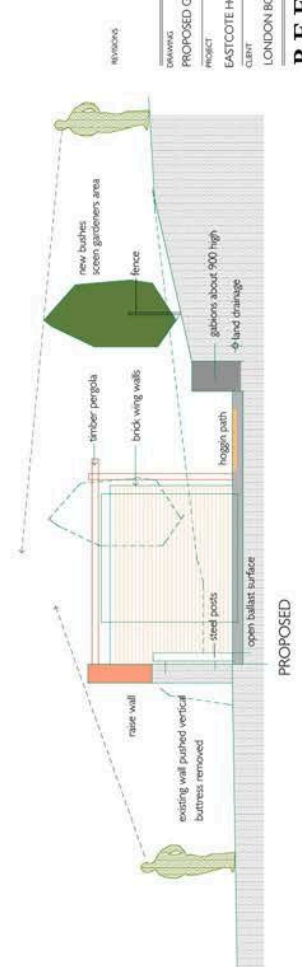 new bushes
sceen gardeners area
fence
timber pergola
brick wing walls
raise wall
gabions about 900 high
land drainage
hoggin path
steel posts
existing wall pushed vertical
buttress removed
open ballast surface
PROPOSED
REVISIONS
DRAWING
PROPOSED
PROJECT
EASTCOTE
CLIENT
LONDON